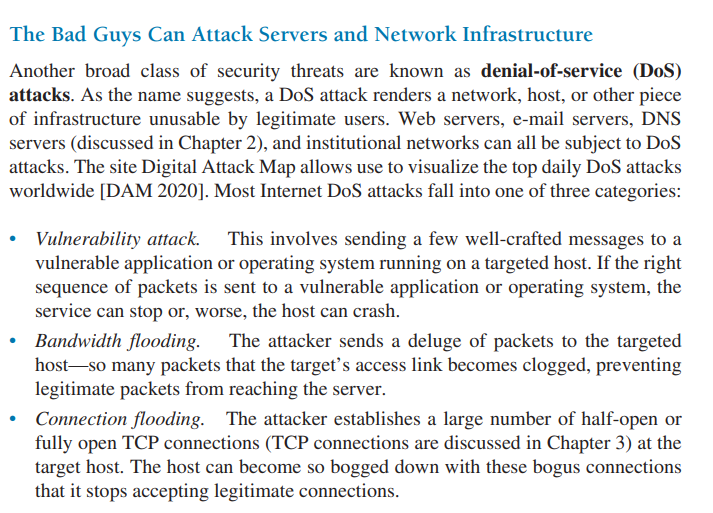 The Bad Guys Can Attack Servers and Network Infrastructure
Another broad class of security threats are known as denial-of-service (DoS)
attacks. As the name suggests, a DoS attack renders a network, host, or other piece
of infrastructure unusable by legitimate users. Web servers, e-mail servers, DNS
servers (discussed in Chapter 2), and institutional networks can all be subject to DoS
attacks. The site Digital Attack Map allows use to visualize the top daily DoS attacks
worldwide [DAM 2020]. Most Internet DoS attacks fall into one of three categories:
• Vulnerability attack. This involves sending a few well-crafted messages to a
vulnerable application or operating system running on a targeted host. If the right
sequence of packets is sent to a vulnerable application or operating system, the
service can stop or, worse, the host can crash.
• Bandwidth flooding. The attacker sends a deluge of packets to the targeted
host—so many packets that the target’s access link becomes clogged, preventing
legitimate packets from reaching the server.
• Connection flooding. The attacker establishes a large number of half-open or
fully open TCP connections (TCP connections are discussed in Chapter 3) at the
target host. The host can become so bogged down with these bogus connections
that it stops accepting legitimate connections.